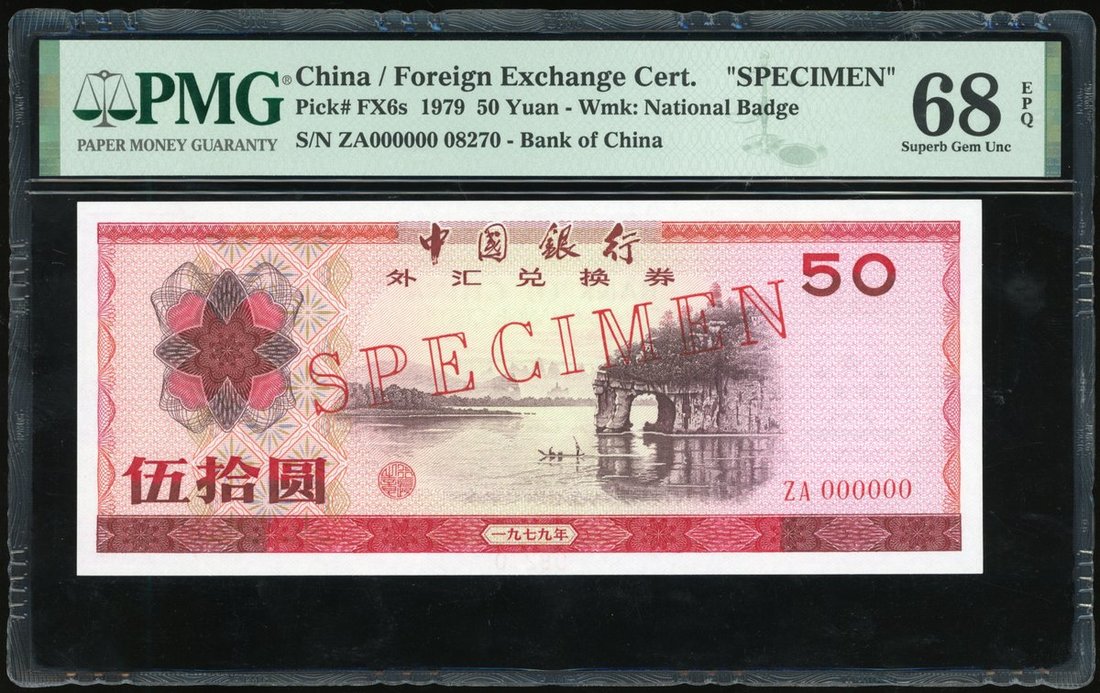 PMG® China / Foreign Exchange Cert. "SPECIMEN"
PAPER MONEY GUARANTY
Pick# FX6s 1979 50 Yuan - Wmk: National Badge
S/N ZA000000 08270 - Bank of China
68
EPQ
Superb Gem Unc
中國銀行
外汇兑换券
50
SPECIMEN
伍拾圆
ZA 000000
一九七九年